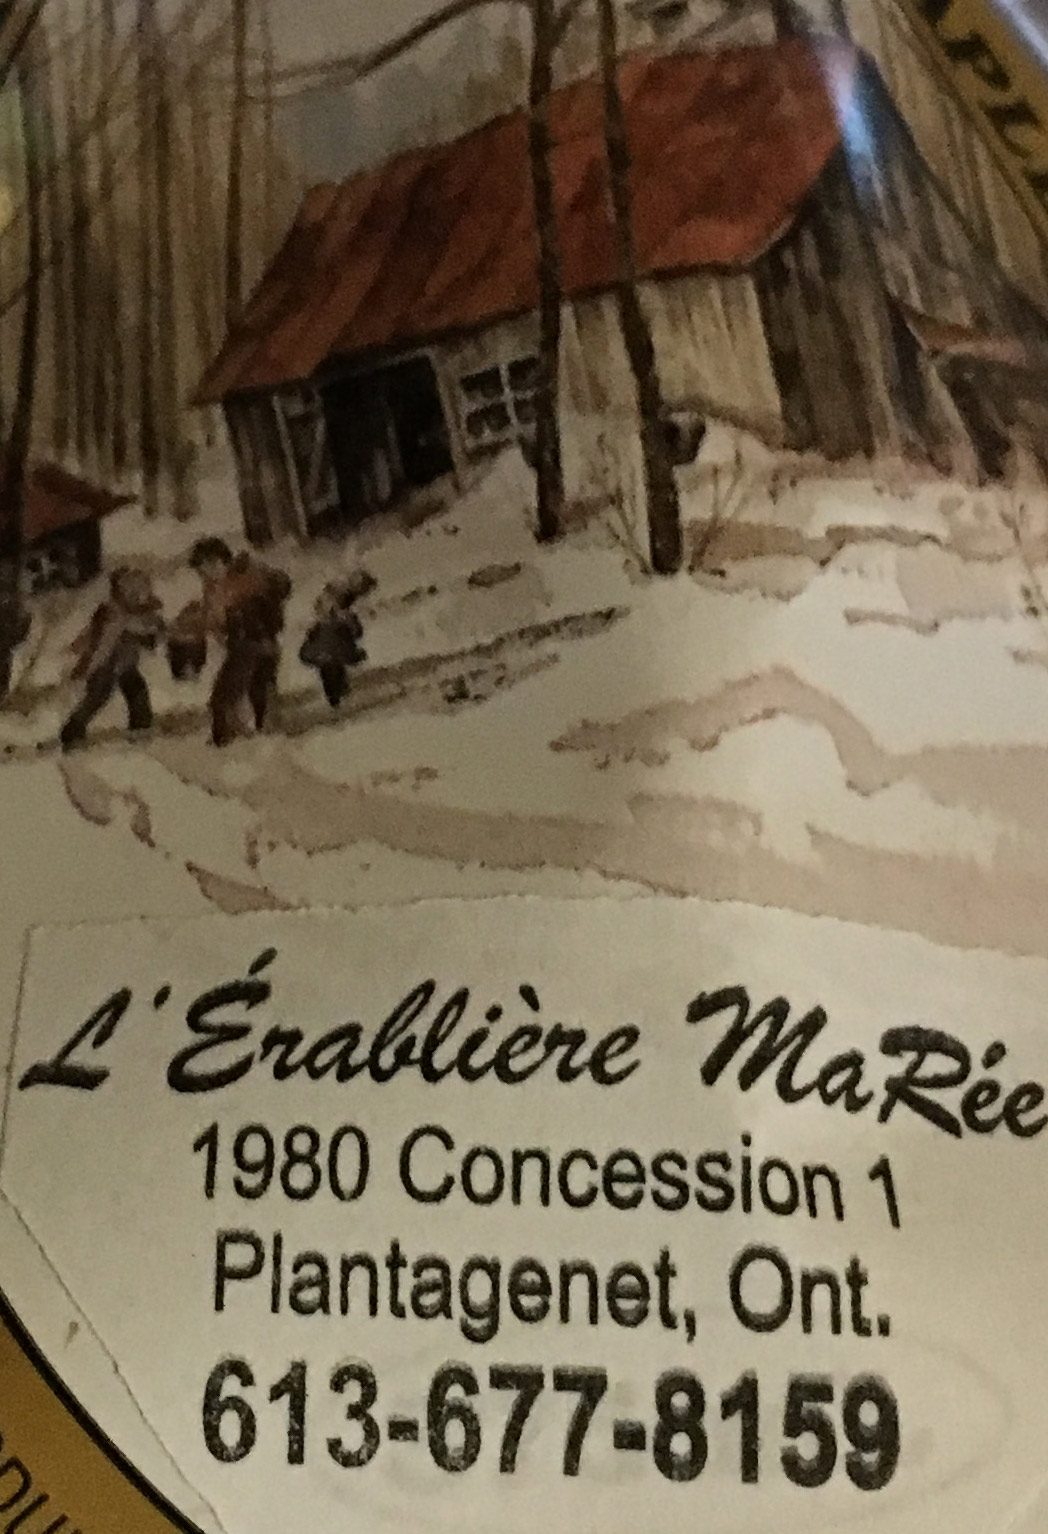 L'Érablière MaRée
1980 Concession 1
Plantagenet, Ont.
613-677-8159